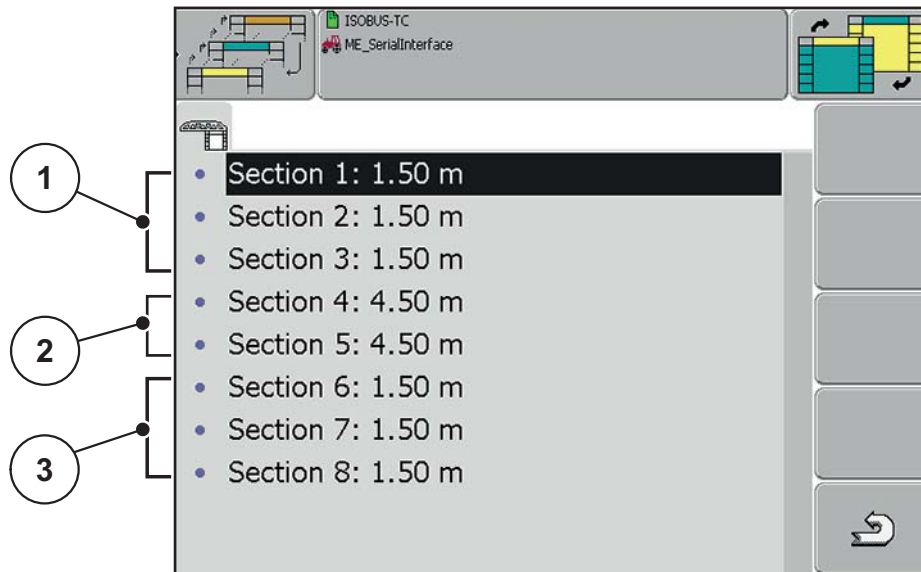 ISOBUS-TC
ME_SerialInterface
1
Section 1: 1.50 m
Section 2: 1.50 m
Section 3: 1.50 m
2
Section 4: 4.50 m
Section 5: 4.50 m
3
Section 6: 1.50 m
Section 7: 1.50 m
Section 8: 1.50 m